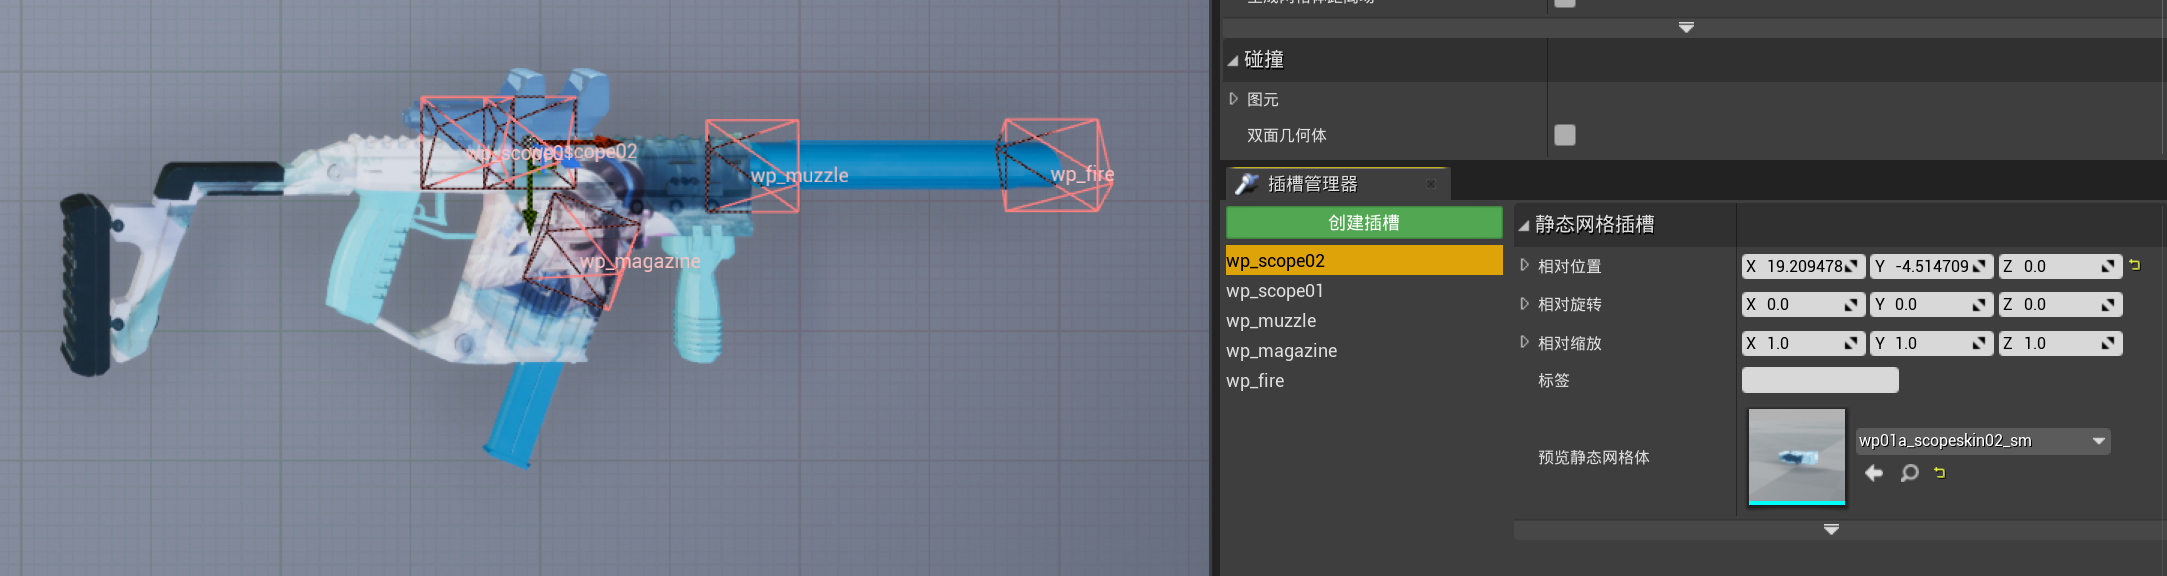 wp_scope02
wp_muzzle
wp_fire
wp_magazine
碰撞
图元
双面几何体
插槽管理器
创建插槽
wp_scope02
wp_scope01
wp_muzzle
wp_magazine
wp_fire
静态网格插槽
相对位置 X 19.209478 Y -4.514709 Z 0.0
相对旋转 X 0.0 Y 0.0 Z 0.0
相对缩放 X 1.0 Y 1.0 Z 1.0
标签
预览静态网格体 wp01a_scopeskin02_sm